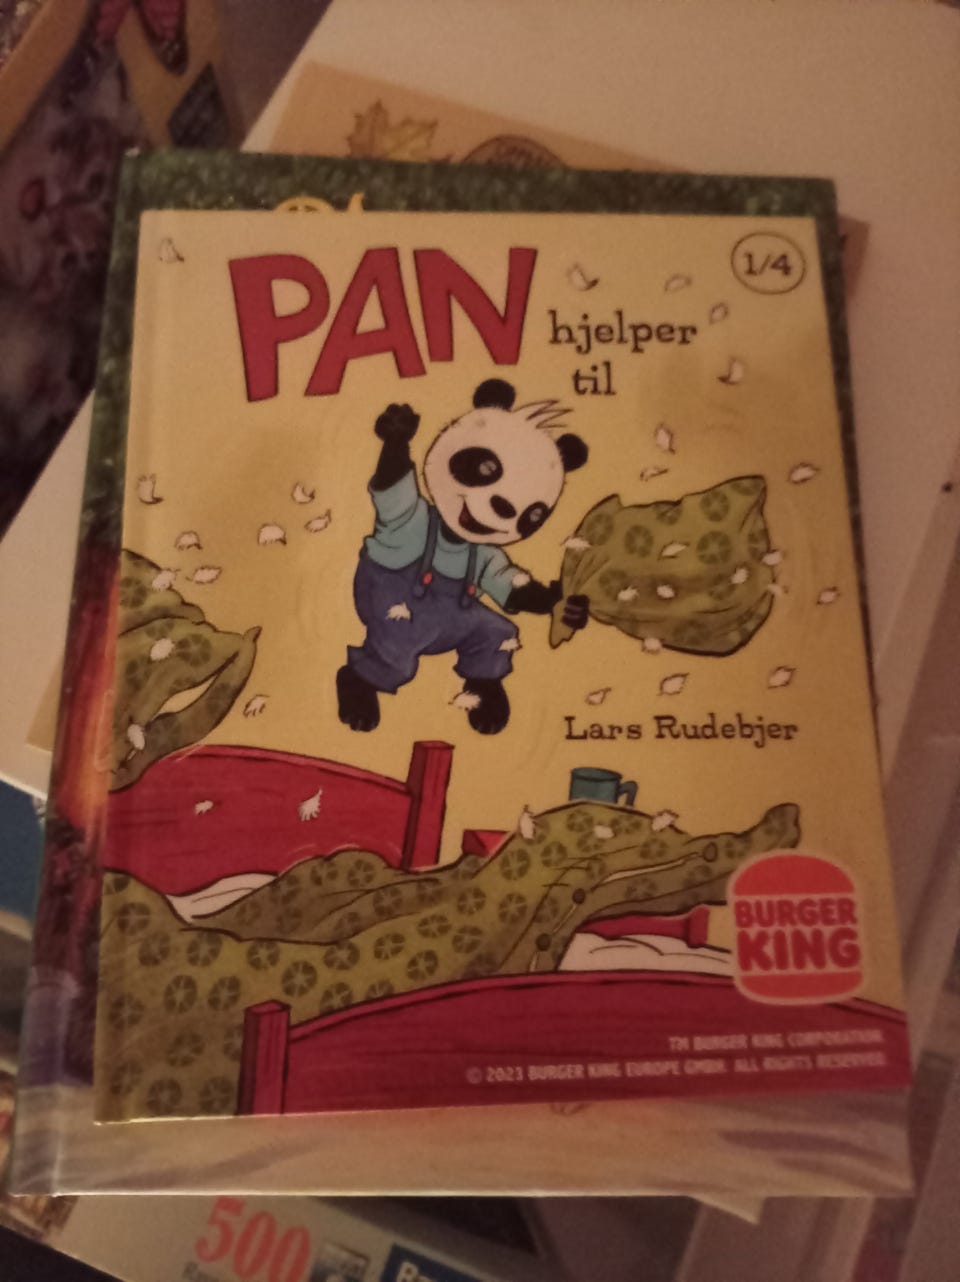 PAN
hjelper
til
1/4
Lars Rudebjer
BURGER
KING
TM BURGER KING CORPORATION.
© 2023 BURGER KING EUROPE GMBH. ALL RIGHTS RESERVED.
500